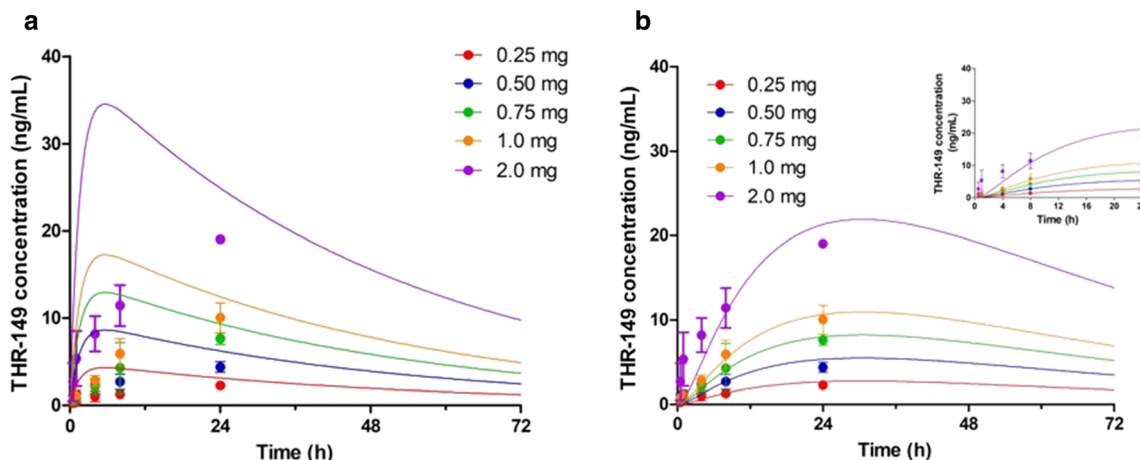 a
THR-149 concentration (ng/mL)
40
30
20
10
0
0
24
48
72
Time (h)
0.25 mg
0.50 mg
0.75 mg
1.0 mg
2.0 mg
b
THR-149 concentration (ng/mL)
40
30
20
10
0
0
24
48
72
Time (h)
0.25 mg
0.50 mg
0.75 mg
1.0 mg
2.0 mg
THR-149 concentration
(ng/mL)
40
30
20
10
0
0
4
8
12
16
20
24
Time (h)